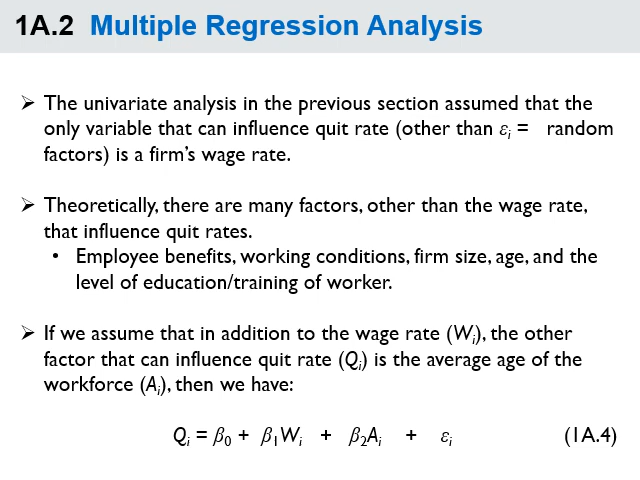 1A.2 Multiple Regression Analysis
➢ The univariate analysis in the previous section assumed that the
only variable that can influence quit rate (other than εᵢ = random
factors) is a firm's wage rate.
➢ Theoretically, there are many factors, other than the wage rate,
that influence quit rates.
• Employee benefits, working conditions, firm size, age, and the
level of education/training of worker.
➢ If we assume that in addition to the wage rate (Wᵢ), the other
factor that can influence quit rate (Qᵢ) is the average age of the
workforce (Aᵢ), then we have:
Qᵢ = β₀ + β₁Wᵢ + β₂Aᵢ + εᵢ (1A.4)